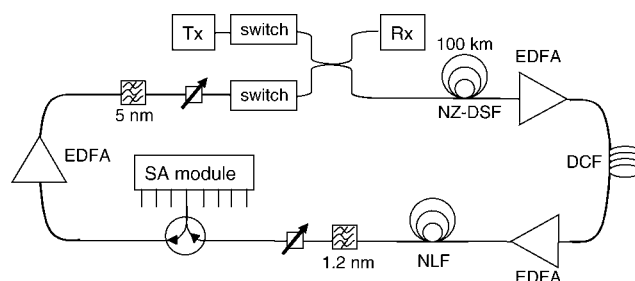 Tx
switch
Rx
100 km
EDFA
NZ-DSF
5 nm
switch
EDFA
SA module
DCF
1.2 nm
NLF
EDFA